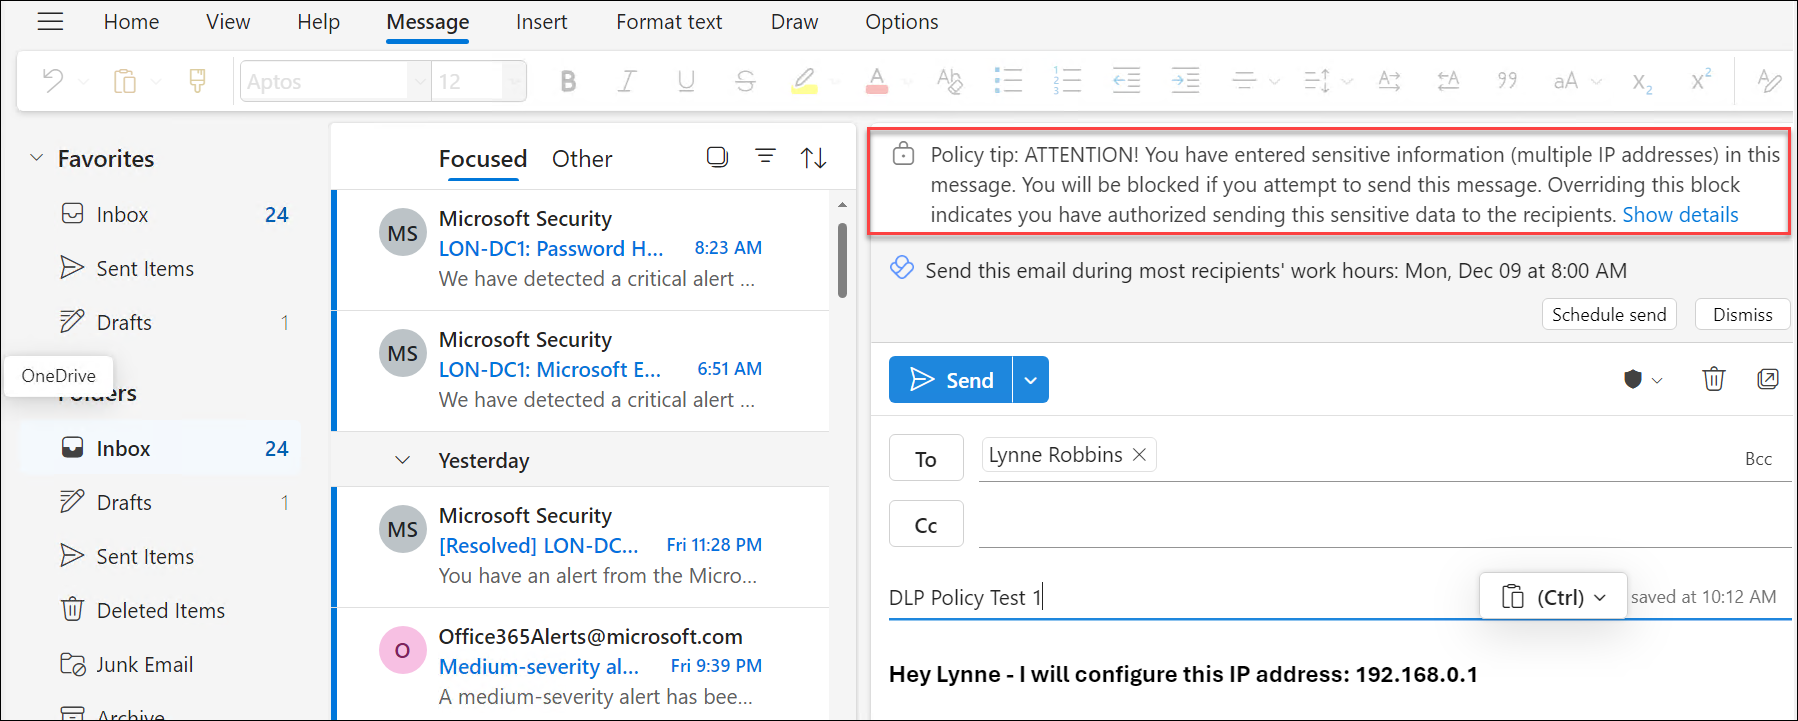 Home View Help Message Insert Format text Draw Options
Aptos 12
Favorites
Inbox 24
Sent Items
Drafts 1
OneDrive
Folders
Inbox 24
Drafts 1
Sent Items
Deleted Items
Junk Email
Archive
Focused Other
MS Microsoft Security
LON-DC1: Password H... 8:23 AM
We have detected a critical alert ...
MS Microsoft Security
LON-DC1: Microsoft E... 6:51 AM
We have detected a critical alert ...
Yesterday
MS Microsoft Security
[Resolved] LON-DC... Fri 11:28 PM
You have an alert from the Micro...
O Office365Alerts@microsoft.com
Medium-severity al... Fri 9:39 PM
A medium-severity alert has bee...
Policy tip: ATTENTION! You have entered sensitive information (multiple IP addresses) in this
message. You will be blocked if you attempt to send this message. Overriding this block
indicates you have authorized sending this sensitive data to the recipients. Show details
Send this email during most recipients' work hours: Mon, Dec 09 at 8:00 AM
Schedule send Dismiss
Send
To Lynne Robbins Bcc
Cc
DLP Policy Test 1 (Ctrl) saved at 10:12 AM
Hey Lynne - I will configure this IP address: 192.168.0.1